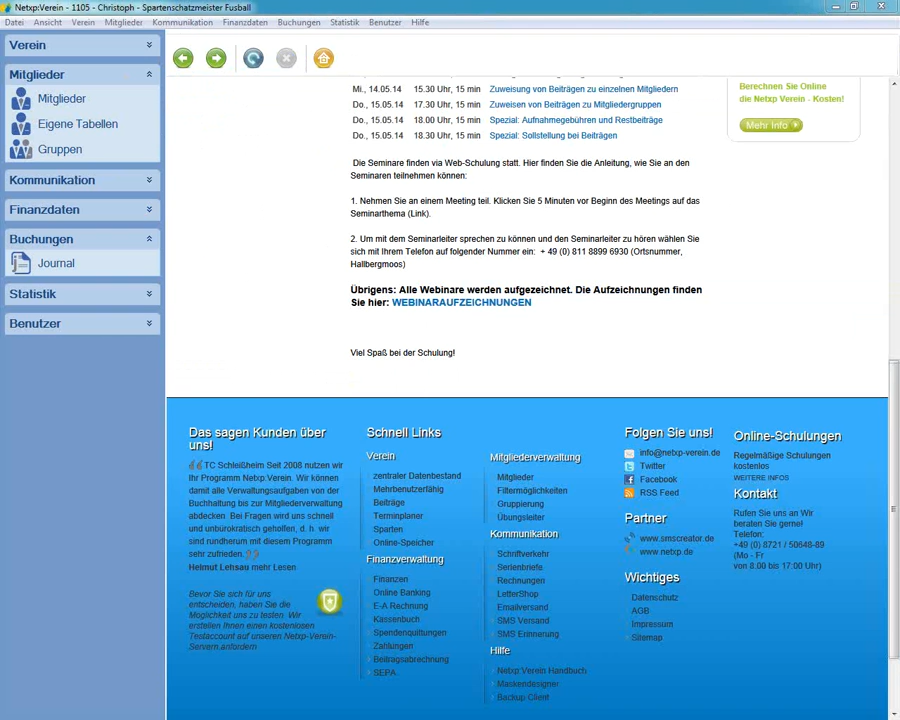 Netxp:Verein - 1105 - Christoph - Spartenschatzmeister Fusball
Datei Ansicht Verein Mitglieder Kommunikation Finanzdaten Buchungen Statistik Benutzer Hilfe
Verein
Mitglieder
Mitglieder
Eigene Tabellen
Gruppen
Kommunikation
Finanzdaten
Buchungen
Journal
Statistik
Benutzer
Mi., 14.05.14 15.30 Uhr, 15 min Zuweisung von Beiträgen zu einzelnen Mitgliedern
Do., 15.05.14 17.30 Uhr, 15 min Zuweisen von Beiträgen zu Mitgliedergruppen
Do., 15.05.14 18.00 Uhr, 15 min Spezial: Aufnahmegebühren und Restbeiträge
Do., 15.05.14 18.30 Uhr, 15 min Spezial: Sollstellung bei Beiträgen
Berechnen Sie Online
die Netxp Verein - Kosten!
Mehr Info
Die Seminare finden via Web-Schulung statt. Hier finden Sie die Anleitung, wie Sie an den
Seminaren teilnehmen können:
1. Nehmen Sie an einem Meeting teil. Klicken Sie 5 Minuten vor Beginn des Meetings auf das
Seminarthema (Link).
2. Um mit dem Seminarleiter sprechen zu können und den Seminarleiter zu hören wählen Sie
sich mit Ihrem Telefon auf folgender Nummer ein: + 49 (0) 811 8899 6930 (Ortsnummer,
Hallbergmoos)
Übrigens: Alle Webinare werden aufgezeichnet. Die Aufzeichnungen finden
Sie hier: WEBINARAUFZEICHNUNGEN
Viel Spaß bei der Schulung!
Das sagen Kunden über
uns!
TC Schleißheim Seit 2008 nutzen wir
Ihr Programm Netxp:Verein. Wir können
damit alle Verwaltungsaufgaben von der
Buchhaltung bis zur Mitgliederverwaltung
abdecken. Bei Fragen wird uns schnell
und unbürokratisch geholfen, d. h. wir
sind rundherum mit diesem Programm
sehr zufrieden.
Helmut Lehsau mehr Lesen
Bevor Sie sich für uns
entscheiden, haben Sie die
Möglichkeit uns zu testen. Wir
erstellen Ihnen einen kostenlosen
Testaccount auf unseren Netxp-Verein-
Servern.anfordern
Schnell Links
Verein
zentraler Datenbestand
Mehrbenutzerfähig
Beiträge
Terminplaner
Sparten
Online-Speicher
Finanzverwaltung
Finanzen
Online Banking
E-A Rechnung
Kassenbuch
Spendenquittungen
Zahlungen
Beitragsabrechnung
SEPA
Mitgliederverwaltung
Mitglieder
Filtermöglichkeiten
Gruppierung
Übungsleiter
Kommunikation
Schriftverkehr
Serienbriefe
Rechnungen
LetterShop
Emailversand
SMS Versand
SMS Erinnerung
Hilfe
Netxp:Verein Handbuch
Maskendesigner
Backup Client
Folgen Sie uns!
info@netxp-verein.de
Twitter
Facebook
RSS Feed
Partner
www.smscreator.de
www.netxp.de
Wichtiges
Datenschutz
AGB
Impressum
Sitemap
Online-Schulungen
Regelmäßige Schulungen
kostenlos
WEITERE INFOS
Kontakt
Rufen Sie uns an Wir
beraten Sie gerne!
Telefon:
+49 (0) 8721 / 50648-89
(Mo - Fr
von 8.00 bis 17:00 Uhr)